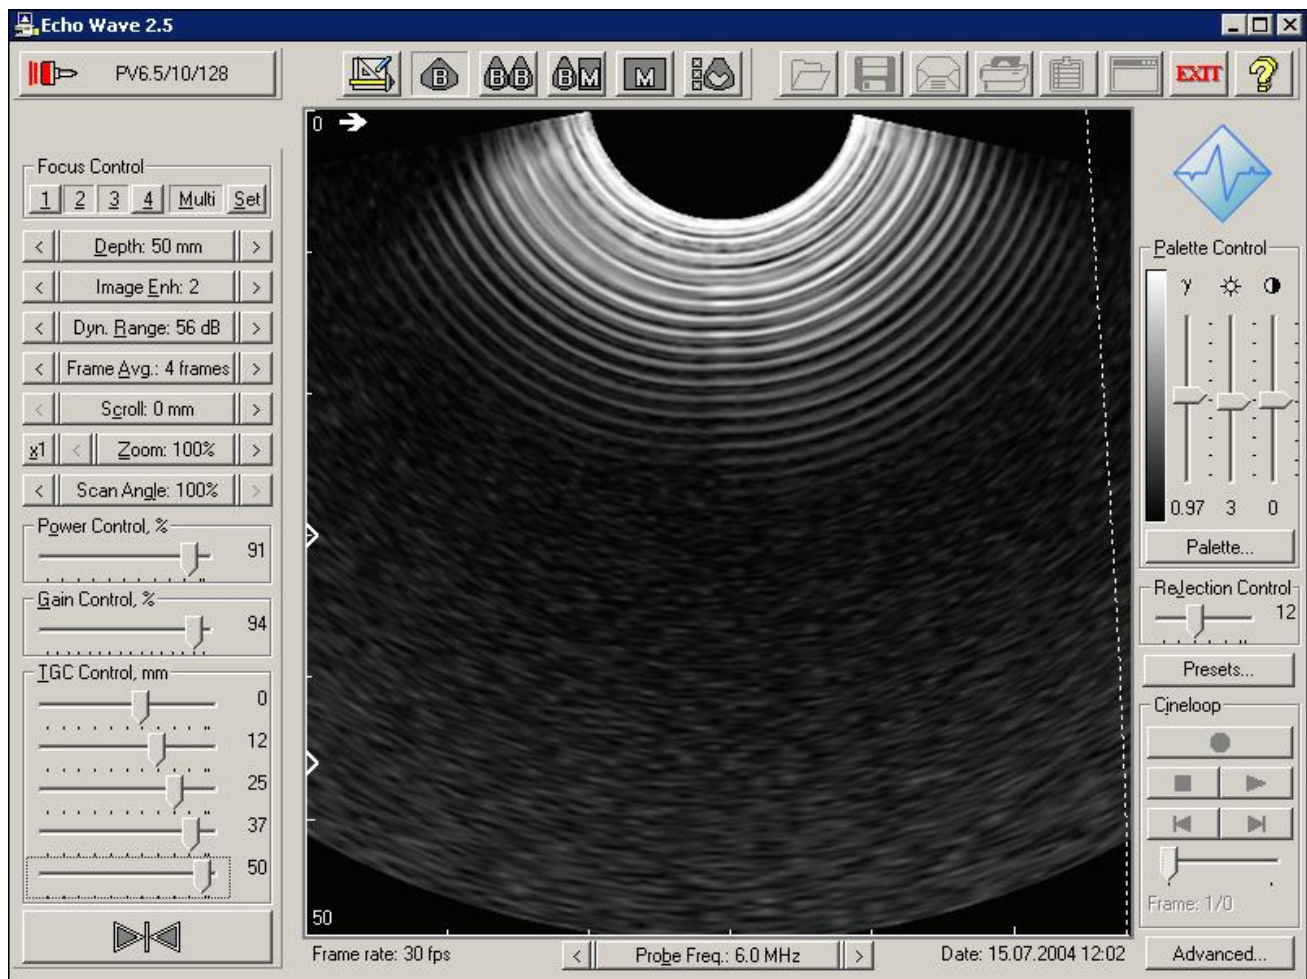 Echo Wave 2.5
PV6.5/10/128
B
B B
B M
M
EXIT
?
Focus Control
1 2 3 4 Multi Set
< Depth: 50 mm >
< Image Enh: 2 >
< Dyn. Range: 56 dB >
< Frame Avg.: 4 frames >
< Scroll: 0 mm >
x1 < Zoom: 100% >
< Scan Angle: 100% >
Power Control, %
91
Gain Control, %
94
TGC Control, mm
0
12
25
37
50
0
50
Frame rate: 30 fps
< Probe Freq.: 6.0 MHz >
Date: 15.07.2004 12:02
Palette Control
γ
0.97 3 0
Palette...
ReJection Control
12
Presets...
Cineloop
Frame: 1/0
Advanced...